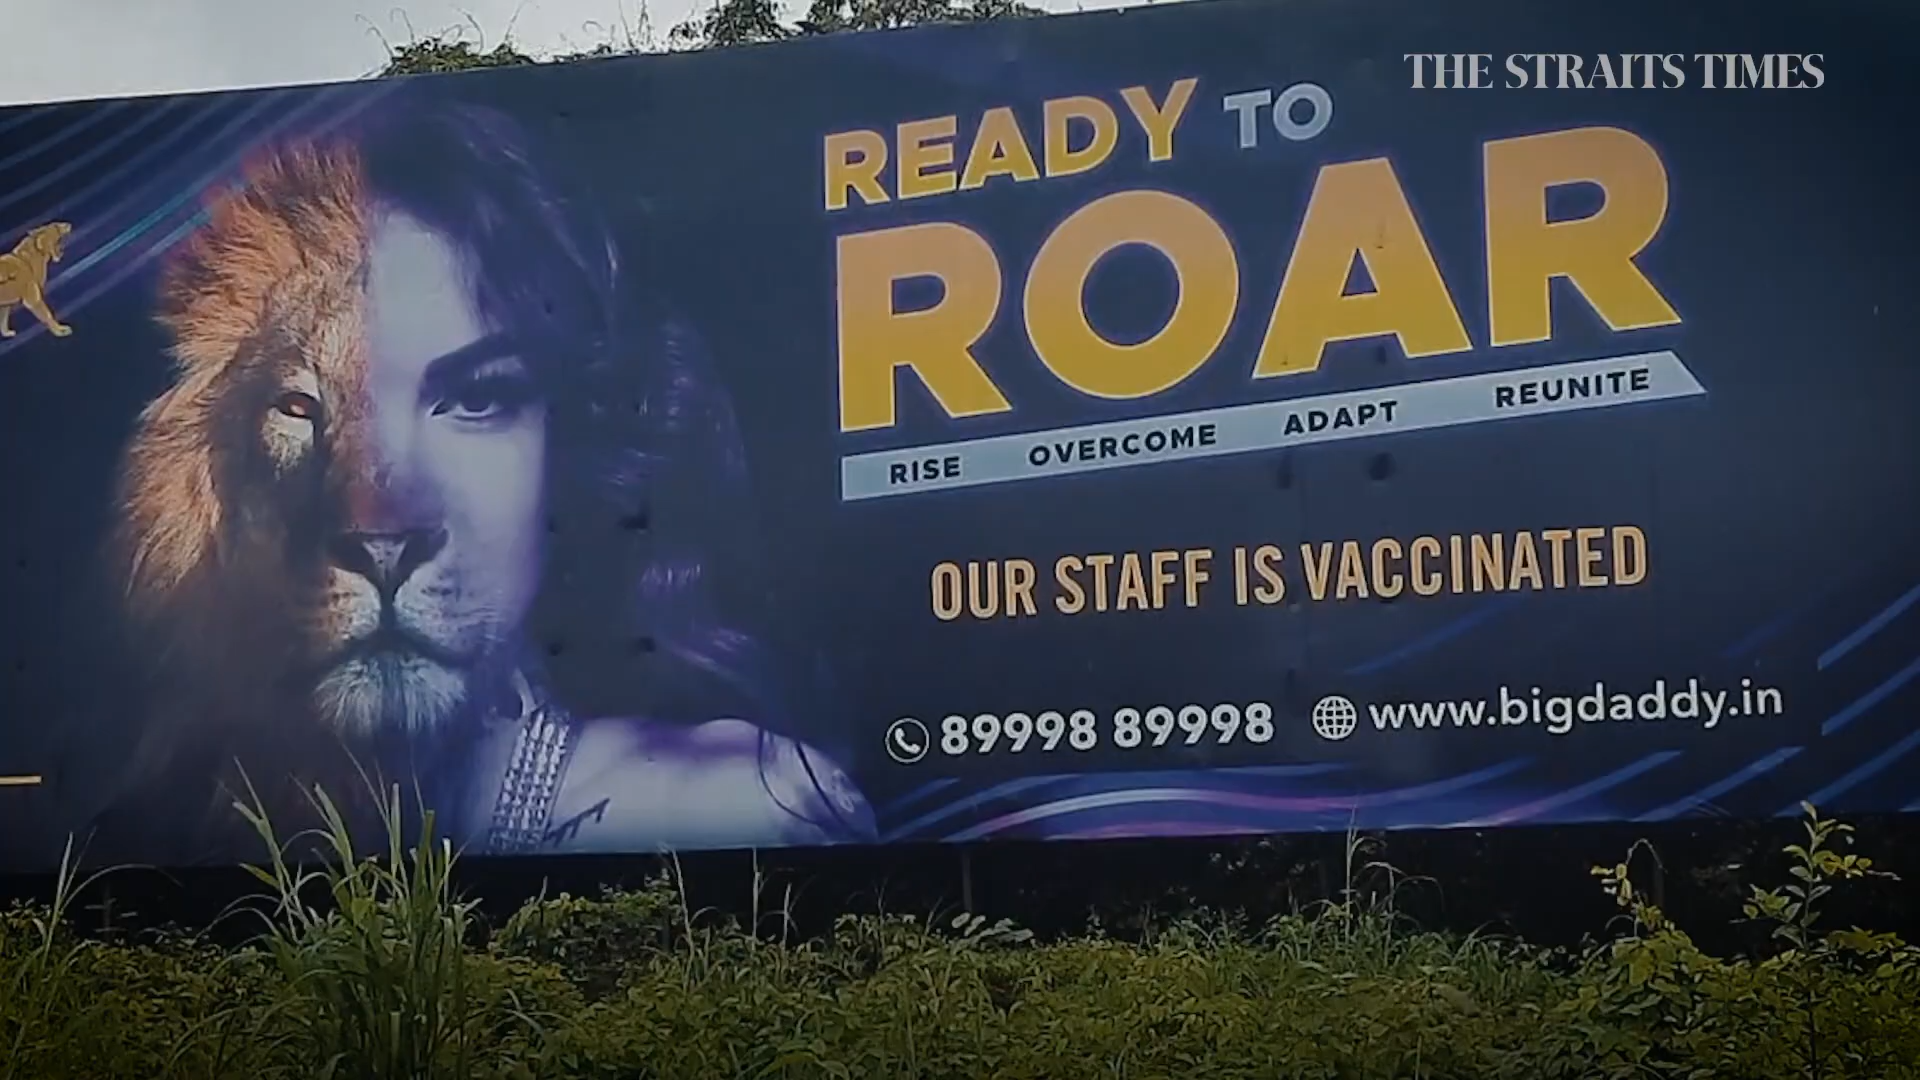 THE STRAITS TIMES
READY TO
ROAR
RISE OVERCOME ADAPT REUNITE
OUR STAFF IS VACCINATED
89998 89998 www.bigdaddy.in